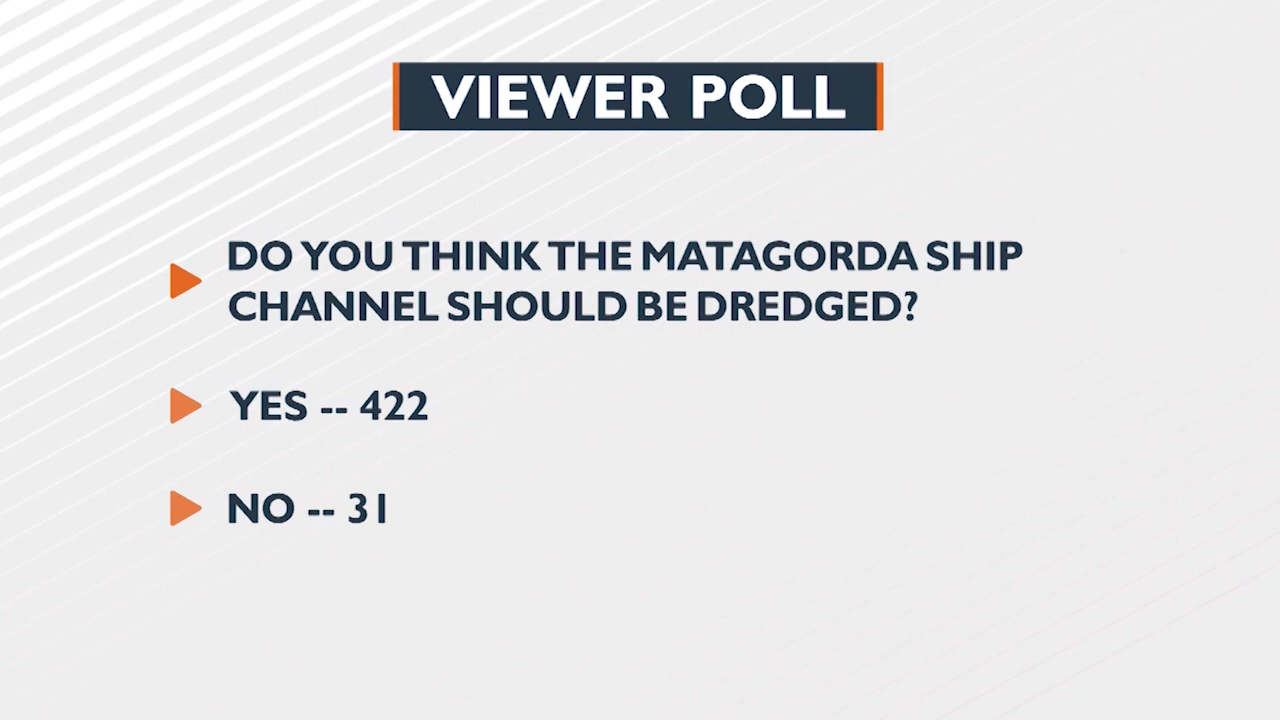 VIEWER POLL
DO YOU THINK THE MATAGORDA SHIP
CHANNEL SHOULD BE DREDGED?
YES -- 422
NO -- 31